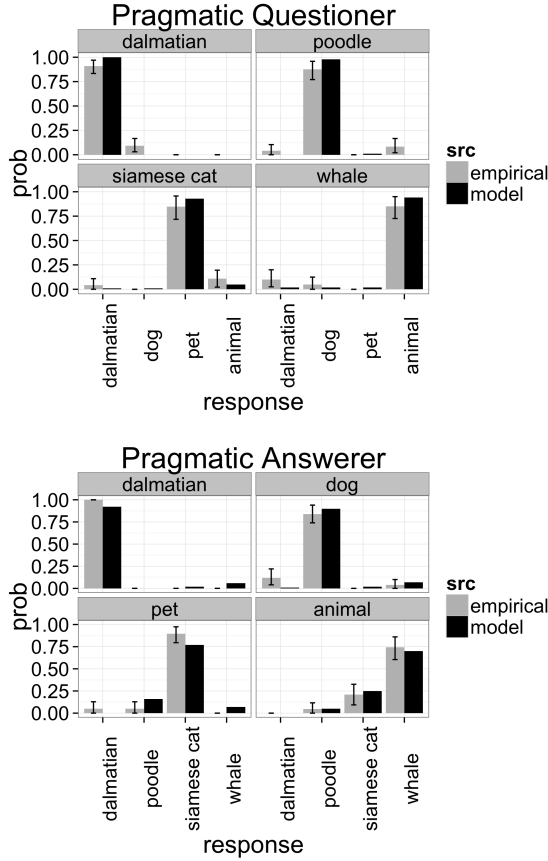 Pragmatic Questioner
dalmatian poodle
1.00
0.75
0.50
0.25
0.00
siamese cat whale
1.00
0.75
0.50
0.25
0.00
prob
dalmatian dog pet animal dalmatian dog pet animal
response
src
empirical
model
Pragmatic Answerer
dalmatian dog
1.00
0.75
0.50
0.25
0.00
pet animal
1.00
0.75
0.50
0.25
0.00
prob
dalmatian poodle siamese cat whale dalmatian poodle siamese cat whale
response
src
empirical
model